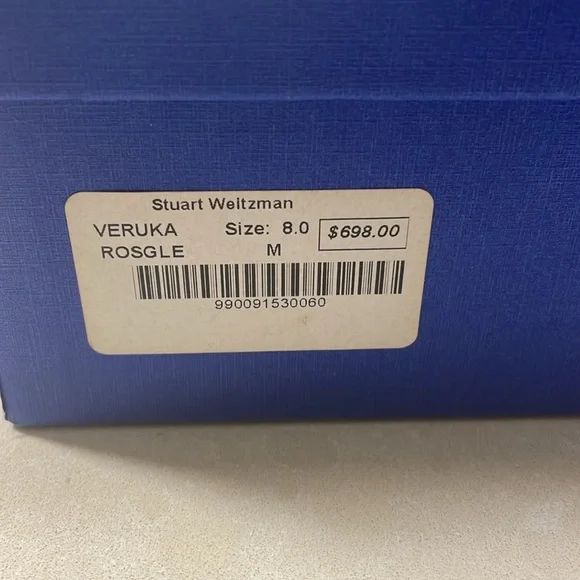 Stuart Weitzman
VERUKA Size: 8.0 $698.00
ROSGLE M
990091530060